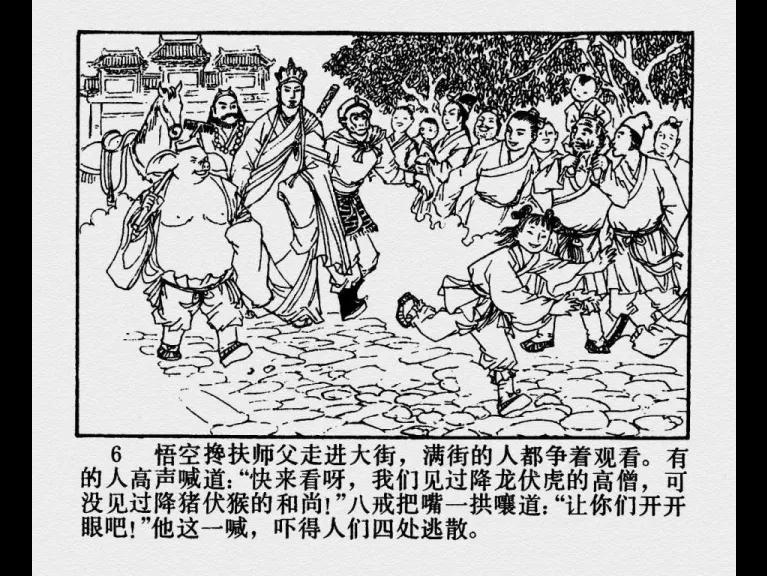 6 悟空搀扶师父走进大街，满街的人都争着观看。有
的人高声喊道：“快来看呀，我们见过降龙伏虎的高僧，可
没见过降猪伏猴的和尚！”八戒把嘴一拱嚷道：“让你们开开
眼吧！”他这一喊，吓得人们四处逃散。